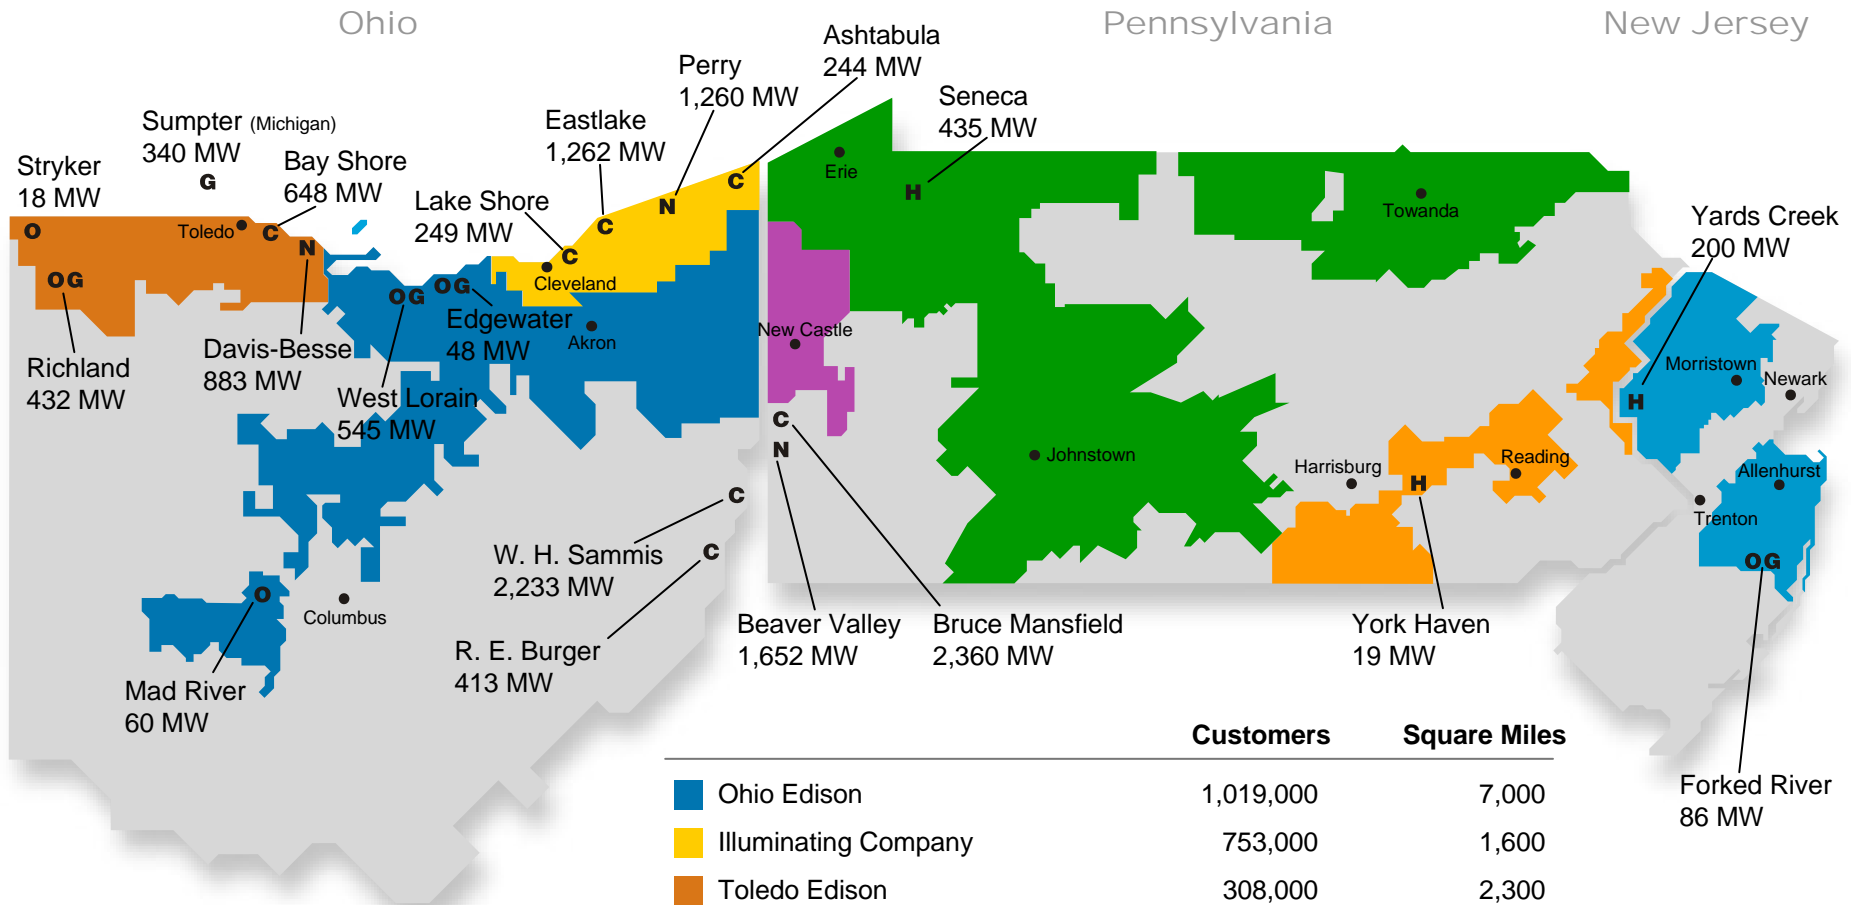 Ohio
Pennsylvania
New Jersey
Ashtabula
244 MW
Perry
1,260 MW
Seneca
435 MW
Eastlake
1,262 MW
Sumpter (Michigan)
340 MW
G
Stryker
18 MW
Bay Shore
648 MW
Lake Shore
249 MW
Yards Creek
200 MW
O
Toledo
C
N
OG
OG
OG
C
C
N
C
Cleveland
Erie
H
Towanda
Richland
432 MW
Davis-Besse
883 MW
West Lorain
545 MW
Edgewater
48 MW
Akron
New Castle
Morristown
Newark
H
C
N
Johnstown
Harrisburg
H
Reading
Allenhurst
Trenton
OG
C
C
W. H. Sammis
2,233 MW
R. E. Burger
413 MW
O
Columbus
Mad River
60 MW
Beaver Valley
1,652 MW
Bruce Mansfield
2,360 MW
York Haven
19 MW
Forked River
86 MW
Customers Square Miles
Ohio Edison 1,019,000 7,000
Illuminating Company 753,000 1,600
Toledo Edison 308,000 2,300